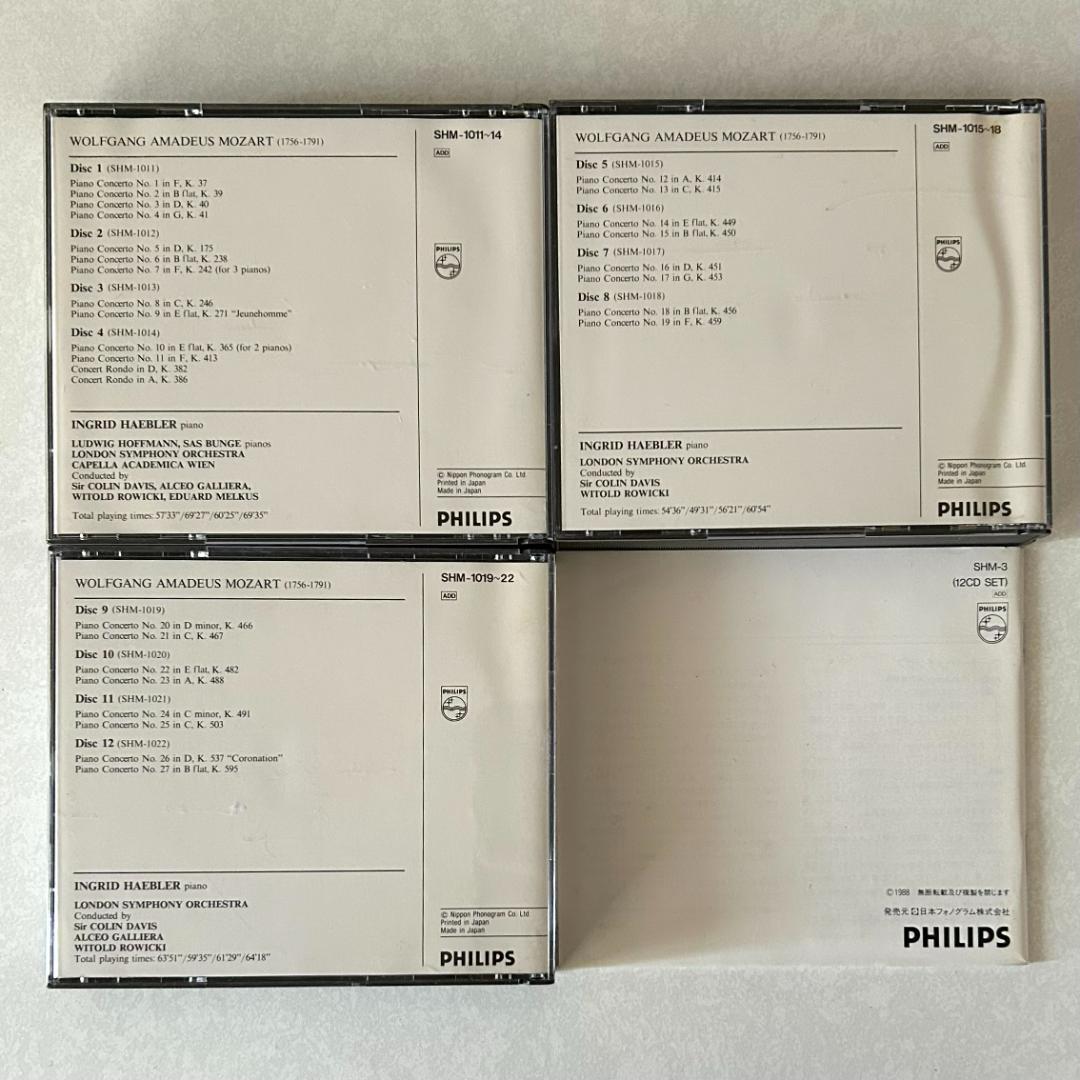 WOLFGANG AMADEUS MOZART (1756-1791)
Disc 1 (SHM-1011)
Piano Concerto No. 1 in F, K. 37
Piano Concerto No. 2 in B flat, K. 39
Piano Concerto No. 3 in D, K. 40
Piano Concerto No. 4 in G, K. 41
Disc 2 (SHM-1012)
Piano Concerto No. 5 in D, K. 175
Piano Concerto No. 6 in B flat, K. 238
Piano Concerto No. 7 in F, K. 242 (for 3 pianos)
Disc 3 (SHM-1013)
Piano Concerto No. 8 in C, K. 246
Piano Concerto No. 9 in E flat, K. 271 "Jeunehomme"
Disc 4 (SHM-1014)
Piano Concerto No. 10 in E flat, K. 365 (for 2 pianos)
Piano Concerto No. 11 in F, K. 413
Concert Rondo in D, K. 382
Concert Rondo in A, K. 386
INGRID HAEBLER piano
LUDWIG HOFFMANN, SAS BUNGE pianos
LONDON SYMPHONY ORCHESTRA
CAPELLA ACADEMICA WIEN
Conducted by
Sir COLIN DAVIS, ALCEO GALLIERA,
WITOLD ROWICKI, EDUARD MELKUS
Total playing times: 57'33"/69'27"/60'25"/69'35"
SHM-1011~14
ADD
PHILIPS
© Nippon Phonogram Co. Ltd.
Printed in Japan
Made in Japan
PHILIPS
WOLFGANG AMADEUS MOZART (1756-1791)
Disc 5 (SHM-1015)
Piano Concerto No. 12 in A, K. 414
Piano Concerto No. 13 in C, K. 415
Disc 6 (SHM-1016)
Piano Concerto No. 14 in E flat, K. 449
Piano Concerto No. 15 in B flat, K. 450
Disc 7 (SHM-1017)
Piano Concerto No. 16 in D, K. 451
Piano Concerto No. 17 in G, K. 453
Disc 8 (SHM-1018)
Piano Concerto No. 18 in B flat, K. 456
Piano Concerto No. 19 in F, K. 459
INGRID HAEBLER piano
LONDON SYMPHONY ORCHESTRA
Conducted by
Sir COLIN DAVIS
WITOLD ROWICKI
Total playing times: 54'36"/49'31"/56'21"/60'54"
SHM-1015~18
ADD
PHILIPS
© Nippon Phonogram Co. Ltd.
Printed in Japan
Made in Japan
PHILIPS
WOLFGANG AMADEUS MOZART (1756-1791)
Disc 9 (SHM-1019)
Piano Concerto No. 20 in D minor, K. 466
Piano Concerto No. 21 in C, K. 467
Disc 10 (SHM-1020)
Piano Concerto No. 22 in E flat, K. 482
Piano Concerto No. 23 in A, K. 488
Disc 11 (SHM-1021)
Piano Concerto No. 24 in C minor, K. 491
Piano Concerto No. 25 in C, K. 503
Disc 12 (SHM-1022)
Piano Concerto No. 26 in D, K. 537 "Coronation"
Piano Concerto No. 27 in B flat, K. 595
INGRID HAEBLER piano
LONDON SYMPHONY ORCHESTRA
Conducted by
Sir COLIN DAVIS
ALCEO GALLIERA
WITOLD ROWICKI
Total playing times: 63'51"/59'35"/61'29"/64'18"
SHM-1019~22
ADD
PHILIPS
© Nippon Phonogram Co. Ltd
Printed in Japan
Made in Japan
PHILIPS
SHM-3
(12CD SET)
ADD
PHILIPS
©1988 無断転載及び複製を禁じます
発売元 日本フォノグラム株式会社
PHILIPS